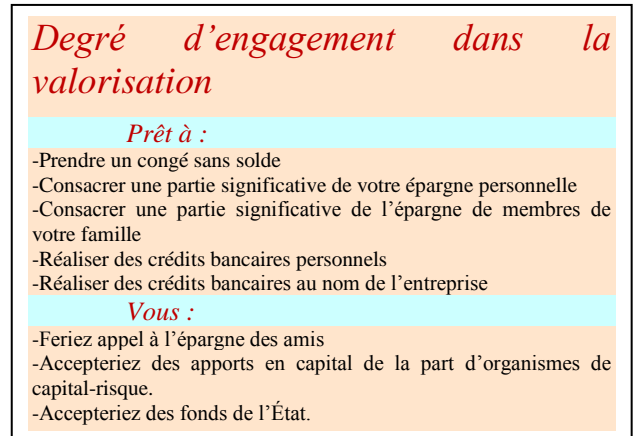 Degré d’engagement dans la
valorisation
Prêt à :
-Prendre un congé sans solde
-Consacrer une partie significative de votre épargne personnelle
-Consacrer une partie significative de l’épargne de membres de
votre famille
-Réaliser des crédits bancaires personnels
-Réaliser des crédits bancaires au nom de l’entreprise
Vous :
-Feriez appel à l’épargne des amis
-Accepteriez des apports en capital de la part d’organismes de
capital-risque.
-Accepteriez des fonds de l’État.